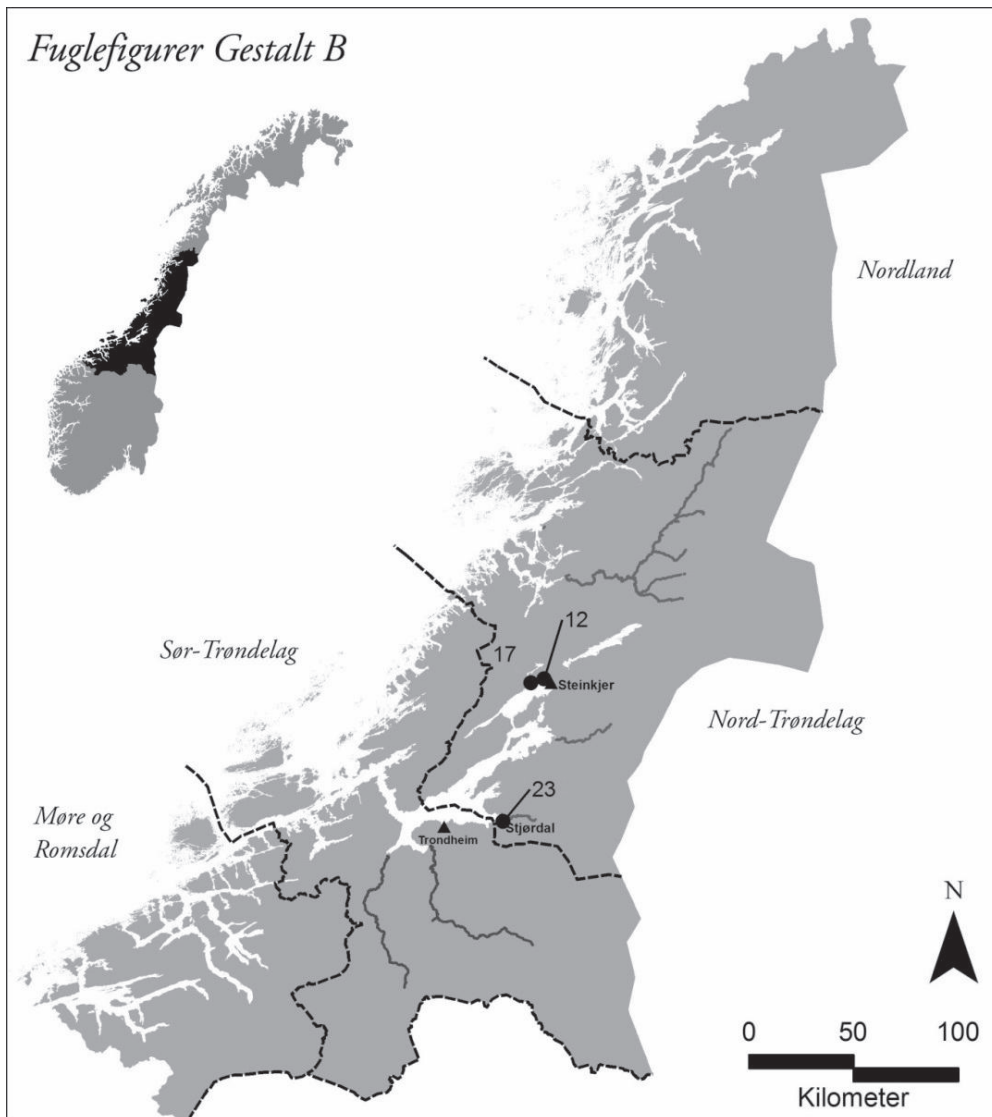 Fuglefigurer Gestalt B
Nordland
12
17
Sør-Trøndelag
Steinkjer
Nord-Trøndelag
23
Møre og
Romsdal
Stjørdal
Trondheim
N
0 50 100
Kilometer